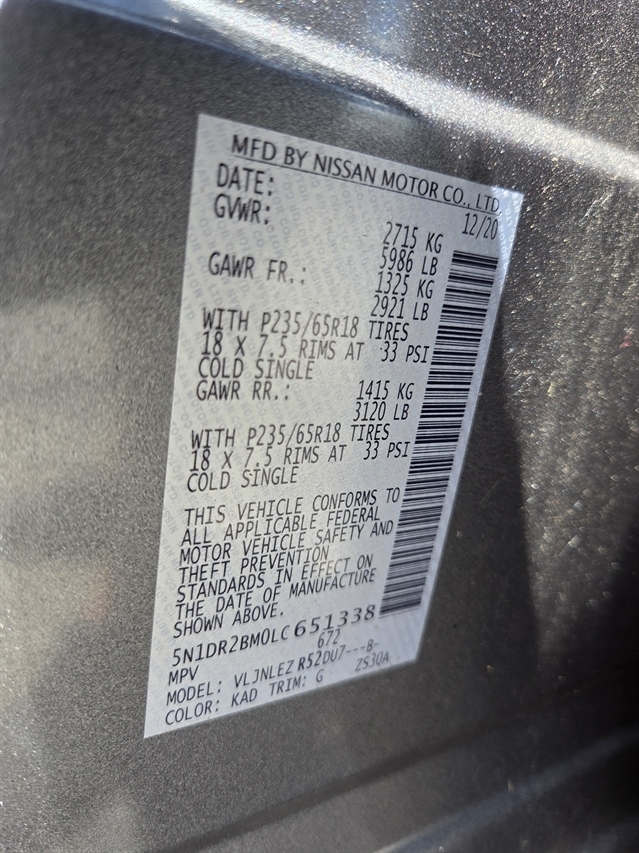 MFD BY NISSAN MOTOR CO., LTD
DATE: 12/20
GVWR: 2715 KG
5986 LB
GAWR FR.: 1325 KG
2921 LB
WITH P235/65R18 TIRES
18 X 7.5 RIMS AT 33 PSI
COLD SINGLE
GAWR RR.: 1415 KG
3120 LB
WITH P235/65R18 TIRES
18 X 7.5 RIMS AT 33 PSI
COLD SINGLE
THIS VEHICLE CONFORMS TO
ALL APPLICABLE FEDERAL
MOTOR VEHICLE SAFETY AND
THEFT PREVENTION
STANDARDS IN EFFECT ON
THE DATE OF MANUFACTURE
SHOWN ABOVE.
5N1DR2BM0LC651338
MPV 672
MODEL: VLJNLEZ R52DU7---B-
COLOR: KAD TRIM: G ZS3QA